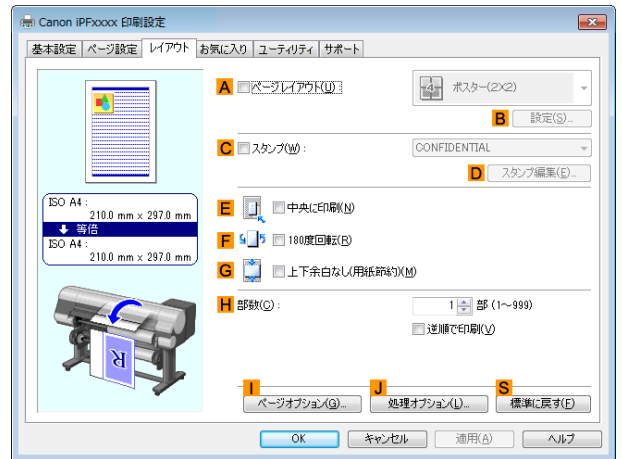 Canon iPFxxxx 印刷設定
基本設定 ページ設定 レイアウト お気に入り ユーティリティ サポート
A ページレイアウト(U) : 4 ポスター(2×2)
B 設定(S)...
C スタンプ(W) : CONFIDENTIAL
D スタンプ編集(E)...
ISO A4 :
210.0 mm x 297.0 mm
等倍
ISO A4 :
210.0 mm x 297.0 mm
E 中央に印刷(N)
F 180度回転(R)
G 上下余白なし(用紙節約)(M)
H 部数(C) : 1 部 (1～999)
逆順で印刷(V)
R
I J S
ページオプション(G)... 処理オプション(L)... 標準に戻す(F)
OK キャンセル 適用(A) ヘルプ